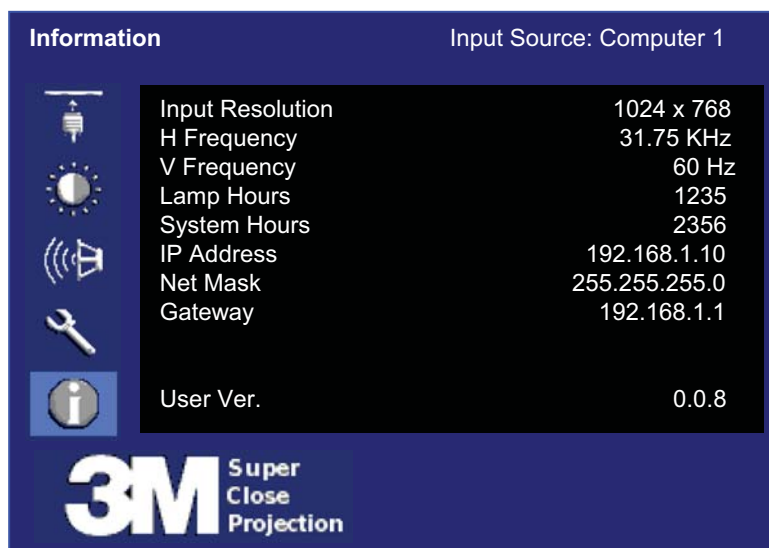 Information Input Source: Computer 1
Input Resolution 1024 x 768
H Frequency 31.75 KHz
V Frequency 60 Hz
Lamp Hours 1235
System Hours 2356
IP Address 192.168.1.10
Net Mask 255.255.255.0
Gateway 192.168.1.1
User Ver. 0.0.8
3M Super
Close
Projection